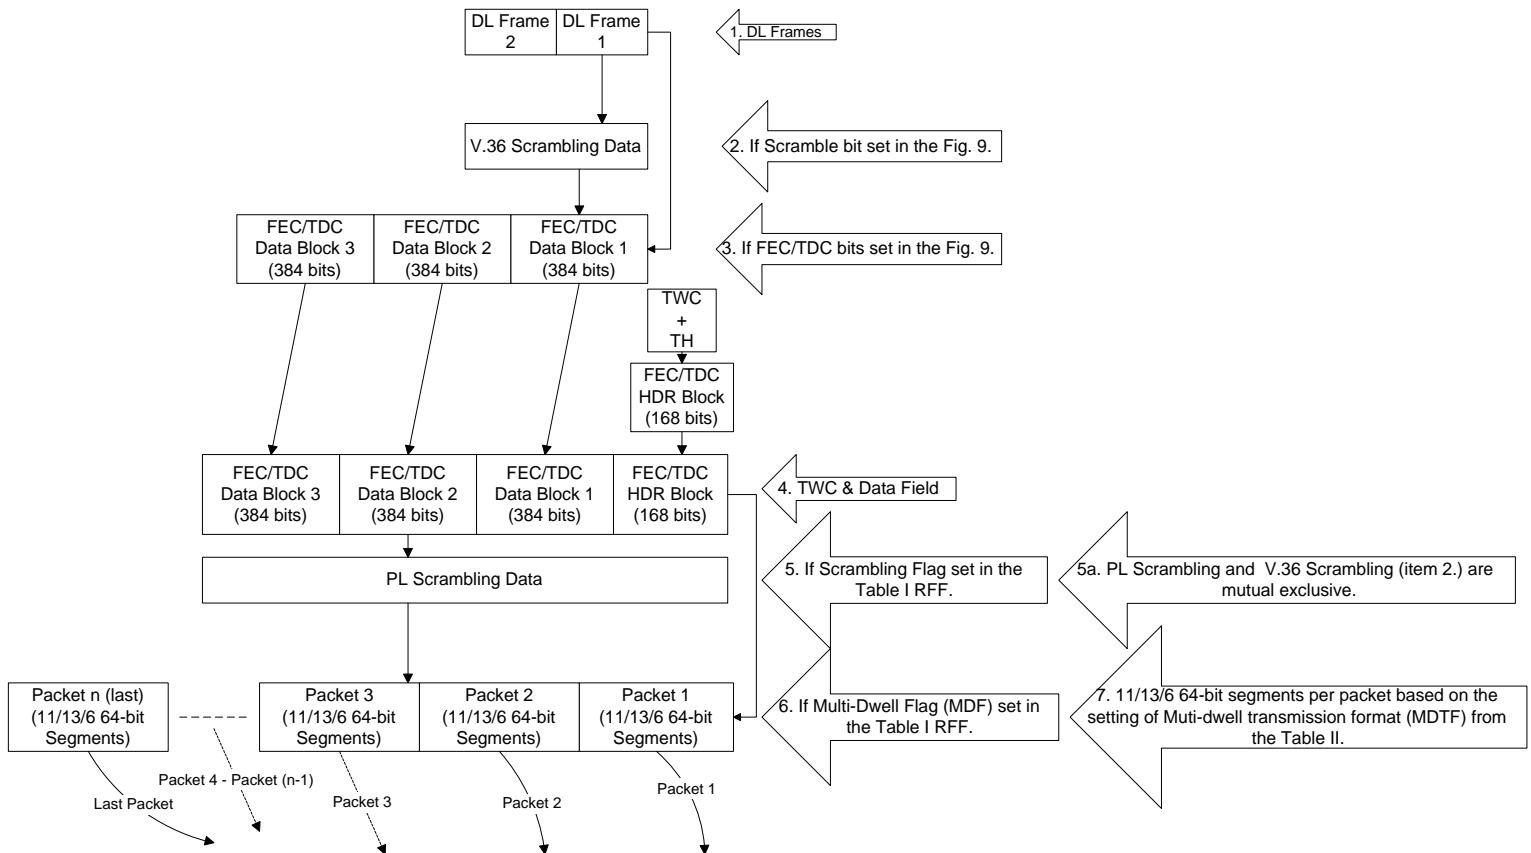 DL Frame
2
DL Frame
1
1. DL Frames
V.36 Scrambling Data
2. If Scramble bit set in the Fig. 9.
FEC/TDC
Data Block 3
(384 bits)
FEC/TDC
Data Block 2
(384 bits)
FEC/TDC
Data Block 1
(384 bits)
3. If FEC/TDC bits set in the Fig. 9.
TWC
+
TH
FEC/TDC
HDR Block
(168 bits)
FEC/TDC
Data Block 3
(384 bits)
FEC/TDC
Data Block 2
(384 bits)
FEC/TDC
Data Block 1
(384 bits)
FEC/TDC
HDR Block
(168 bits)
4. TWC & Data Field
PL Scrambling Data
5. If Scrambling Flag set in the
Table I RFF.
5a. PL Scrambling and V.36 Scrambling (item 2.) are
mutual exclusive.
Packet n (last)
(11/13/6 64-bit
Segments)
Packet 3
(11/13/6 64-bit
Segments)
Packet 2
(11/13/6 64-bit
Segments)
Packet 1
(11/13/6 64-bit
Segments)
6. If Multi-Dwell Flag (MDF) set in
the Table I RFF.
7. 11/13/6 64-bit segments per packet based on the
setting of Muti-dwell transmission format (MDTF) from
the Table II.
Last Packet
Packet 4 - Packet (n-1)
Packet 3
Packet 2
Packet 1